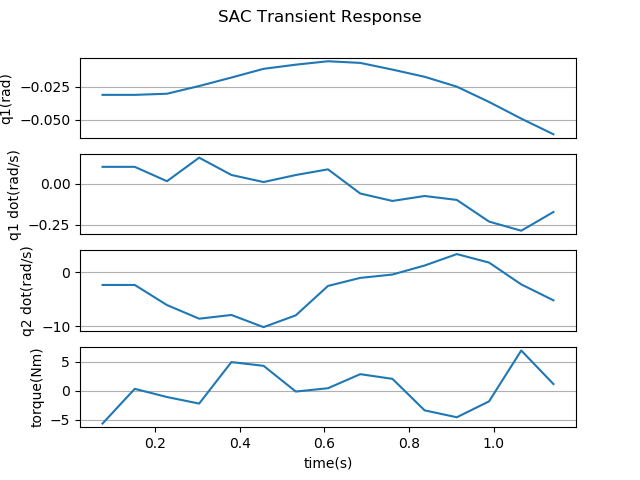 SAC Transient Response
q1(rad)
−0.025
−0.050
q1 dot(rad/s)
0.00
−0.25
q2 dot(rad/s)
0
−10
torque(Nm)
5
0
−5
0.2 0.4 0.6 0.8 1.0
time(s)